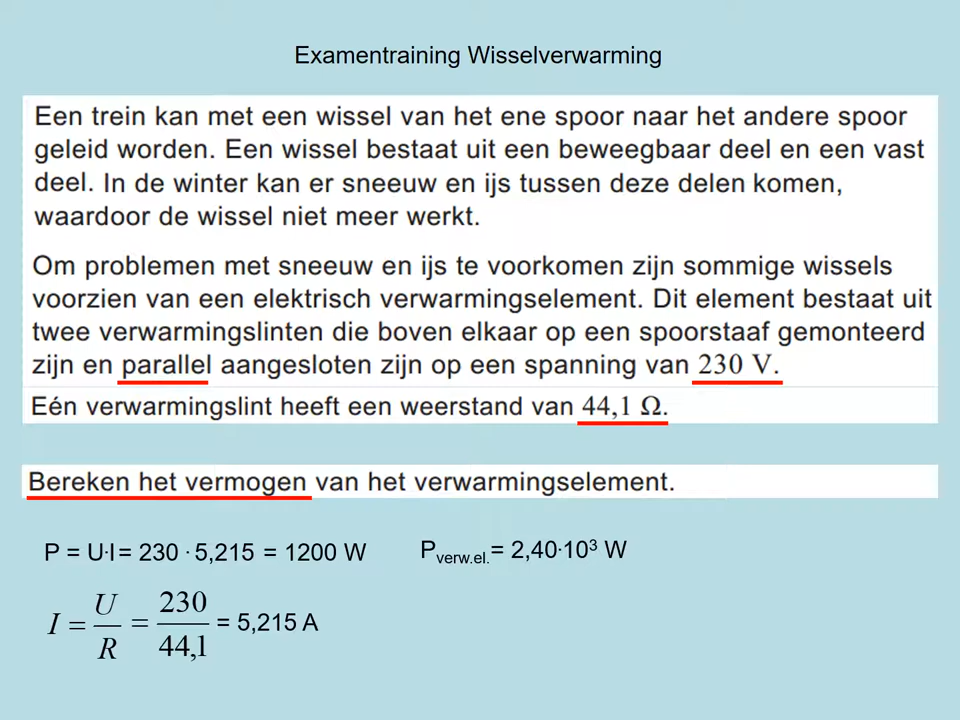 Examentraining Wisselverwarming
Een trein kan met een wissel van het ene spoor naar het andere spoor
geleid worden. Een wissel bestaat uit een beweegbaar deel en een vast
deel. In de winter kan er sneeuw en ijs tussen deze delen komen,
waardoor de wissel niet meer werkt.
Om problemen met sneeuw en ijs te voorkomen zijn sommige wissels
voorzien van een elektrisch verwarmingselement. Dit element bestaat uit
twee verwarmingslinten die boven elkaar op een spoorstaaf gemonteerd
zijn en parallel aangesloten zijn op een spanning van 230 V.
Eén verwarmingslint heeft een weerstand van 44,1 Ω.
Bereken het vermogen van het verwarmingselement.
P = U·I = 230 · 5,215 = 1200 W
P_verw.el. = 2,40·10³ W
I = U/R = 230/44,1 = 5,215 A